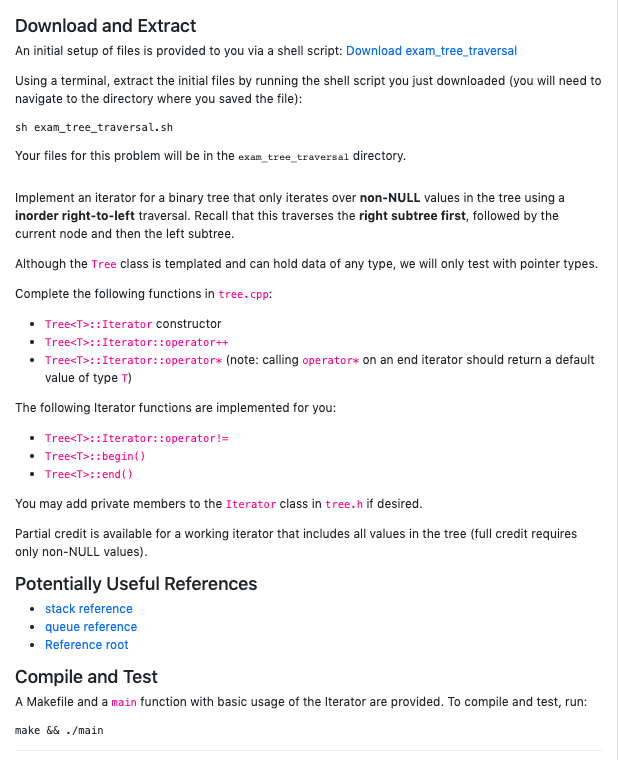 Download and Extract
An initial setup of files is provided to you via a shell script: Download exam_tree_traversal
Using a terminal, extract the initial files by running the shell script you just downloaded (you will need to
navigate to the directory where you saved the file):
sh exam_tree_traversal.sh
Your files for this problem will be in the exam_tree_traversal directory.
Implement an iterator for a binary tree that only iterates over non-NULL values in the tree using a
inorder right-to-left traversal. Recall that this traverses the right subtree first, followed by the
current node and then the left subtree.
Although the Tree class is templated and can hold data of any type, we will only test with pointer types.
Complete the following functions in tree.cpp:
• Tree<T>::Iterator constructor
• Tree<T>::Iterator::operator++
• Tree<T>::Iterator::operator* (note: calling operator* on an end iterator should return a default
value of type T)
The following Iterator functions are implemented for you:
• Tree<T>::Iterator::operator!=
• Tree<T>::begin()
• Tree<T>::end()
You may add private members to the Iterator class in tree.h if desired.
Partial credit is available for a working iterator that includes all values in the tree (full credit requires
only non-NULL values).
Potentially Useful References
• stack reference
• queue reference
• Reference root
Compile and Test
A Makefile and a main function with basic usage of the Iterator are provided. To compile and test, run:
make && ./main